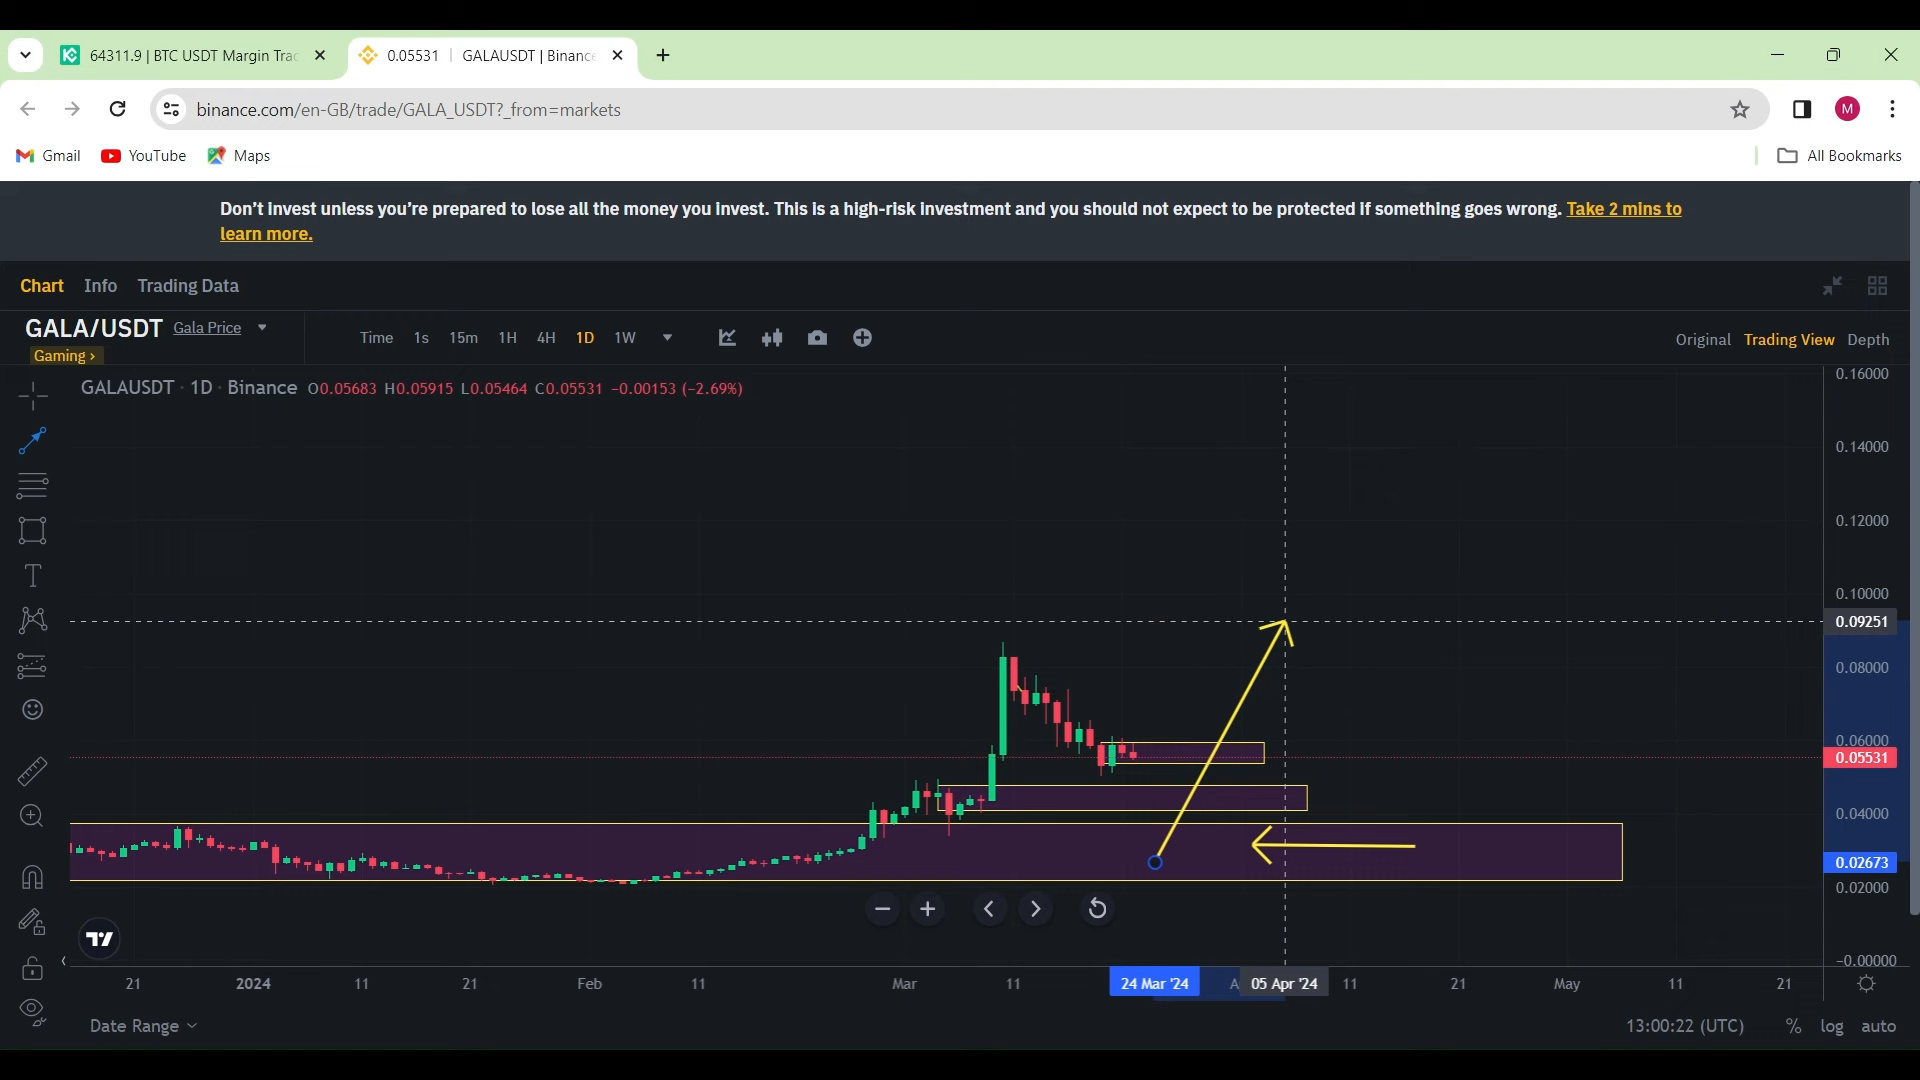 64311.9 | BTC USDT Margin Trac
0.05531 | GALAUSDT | Binance
binance.com/en-GB/trade/GALA_USDT?_from=markets
M
Gmail YouTube Maps All Bookmarks
Don't invest unless you're prepared to lose all the money you invest. This is a high-risk investment and you should not expect to be protected if something goes wrong. Take 2 mins to
learn more.
Chart Info Trading Data
GALA/USDT Gala Price
Gaming ›
Time 1s 15m 1H 4H 1D 1W
Original Trading View Depth
GALAUSDT · 1D · Binance O0.05683 H0.05915 L0.05464 C0.05531 −0.00153 (−2.69%)
0.16000
0.14000
0.12000
0.10000
0.09251
0.08000
0.06000
0.05531
0.04000
0.02673
0.02000
-0.00000
21 2024 11 21 Feb 11 Mar 11 24 Mar '24 A 05 Apr '24 11 21 May 11 21
Date Range
13:00:22 (UTC) % log auto